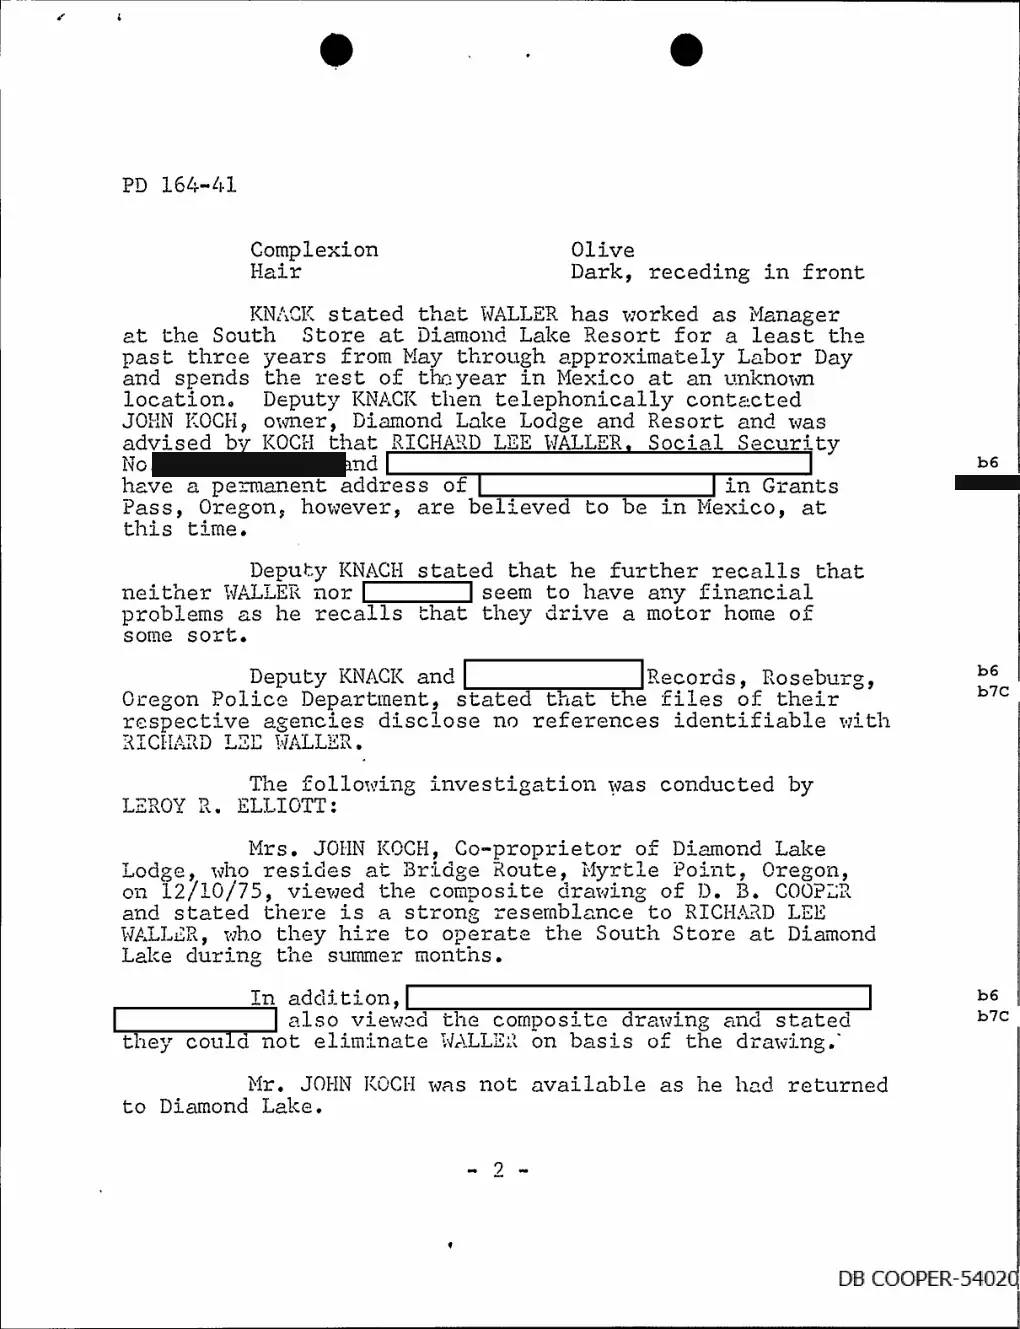 PD 164-41
Complexion Olive
Hair Dark, receding in front
KNACK stated that WALLER has worked as Manager
at the South Store at Diamond Lake Resort for a least the
past three years from May through approximately Labor Day
and spends the rest of theyear in Mexico at an unknown
location. Deputy KNACK then telephonically contacted
JOHN KOCH, owner, Diamond Lake Lodge and Resort and was
advised by KOCH that RICHARD LEE WALLER, Social Security
No. and b6
have a permanent address of in Grants
Pass, Oregon, however, are believed to be in Mexico, at
this time.
Deputy KNACH stated that he further recalls that
neither WALLER nor seem to have any financial
problems as he recalls that they drive a motor home of
some sort.
Deputy KNACK and Records, Roseburg, b6
Oregon Police Department, stated that the files of their b7C
respective agencies disclose no references identifiable with
RICHARD LEE WALLER.
The following investigation was conducted by
LEROY R. ELLIOTT:
Mrs. JOHN KOCH, Co-proprietor of Diamond Lake
Lodge, who resides at Bridge Route, Myrtle Point, Oregon,
on 12/10/75, viewed the composite drawing of D. B. COOPER
and stated there is a strong resemblance to RICHARD LEE
WALLER, who they hire to operate the South Store at Diamond
Lake during the summer months.
In addition, b6
also viewed the composite drawing and stated b7C
they could not eliminate WALLER on basis of the drawing.
Mr. JOHN KOCH was not available as he had returned
to Diamond Lake.
- 2 -
DB COOPER-54020